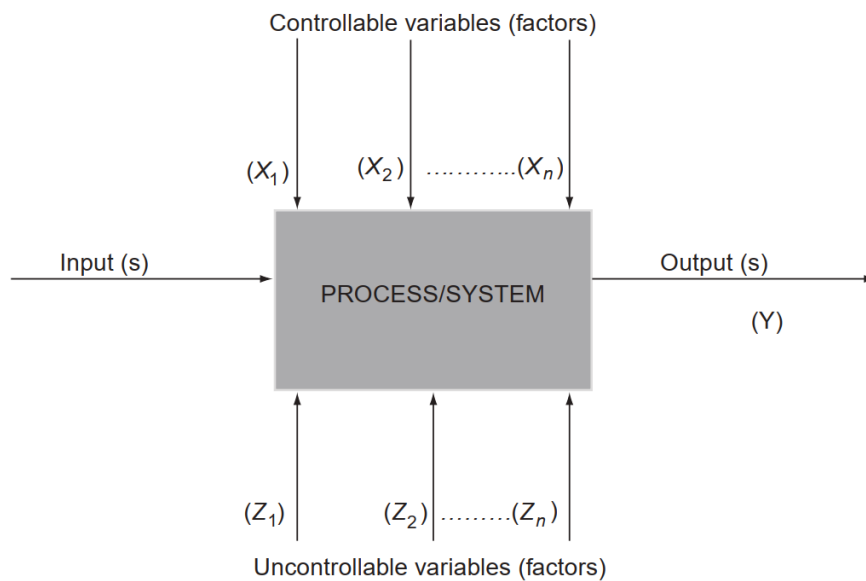 Controllable variables (factors)
(X₁) (X₂) ............(Xₙ)
Input (s)
Output (s)
PROCESS/SYSTEM
(Y)
(Z₁) (Z₂) .........(Zₙ)
Uncontrollable variables (factors)